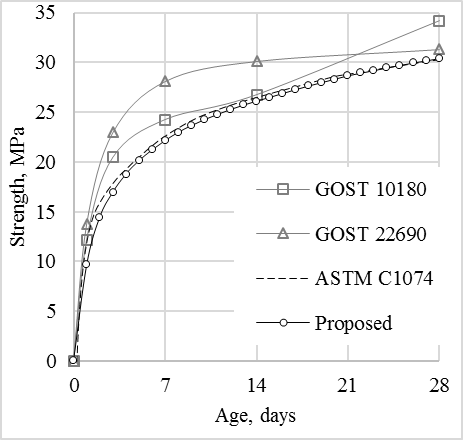 35
30
25
20
15
10
5
0
Strength, MPa
GOST 10180
GOST 22690
ASTM C1074
Proposed
0 7 14 21 28
Age, days